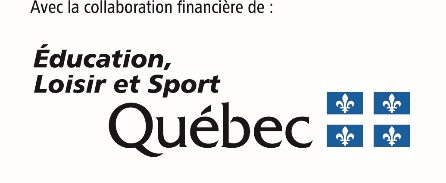 Avec la collaboration financière de :
Éducation,
Loisir et Sport
Québec